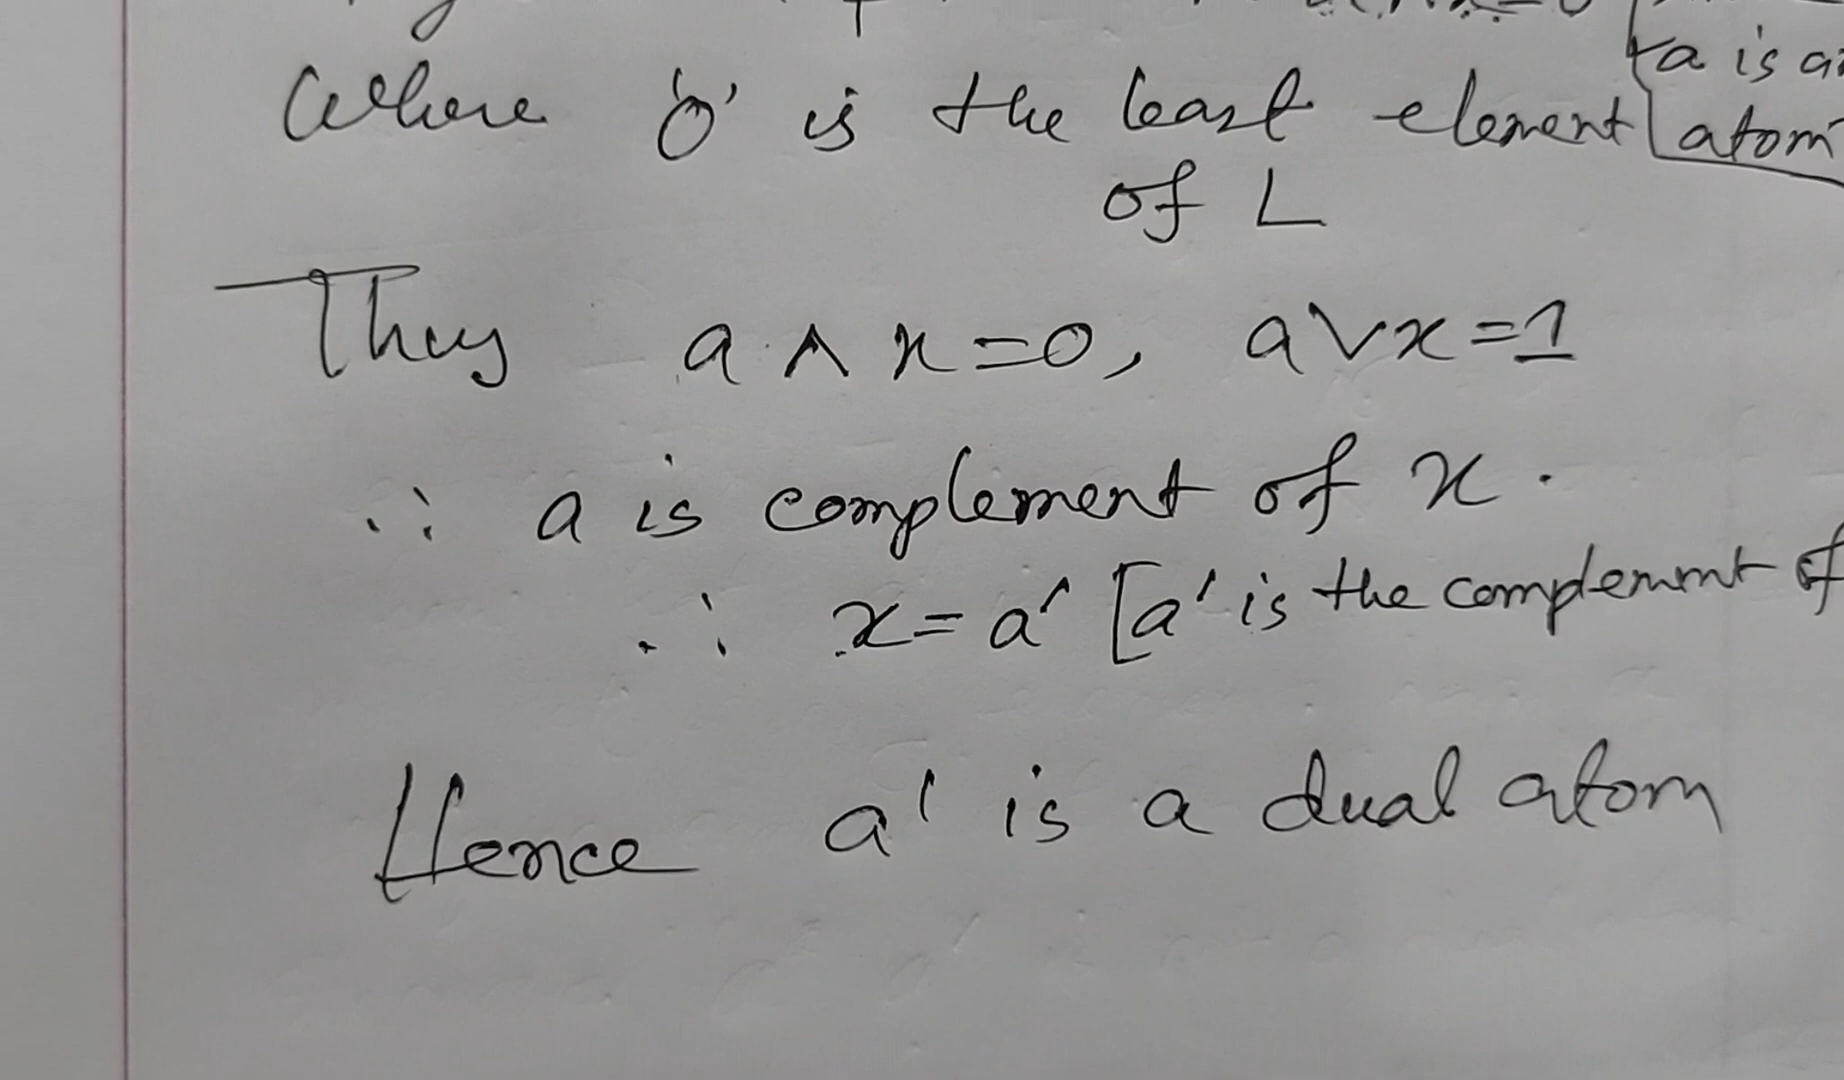 a is an
Where 'o' is the least element atom
of L
Thus a ∧ x = 0, a ∨ x = 1
∴ a is complement of x.
∴ x = a' [a' is the complement of
Hence a' is a dual atom